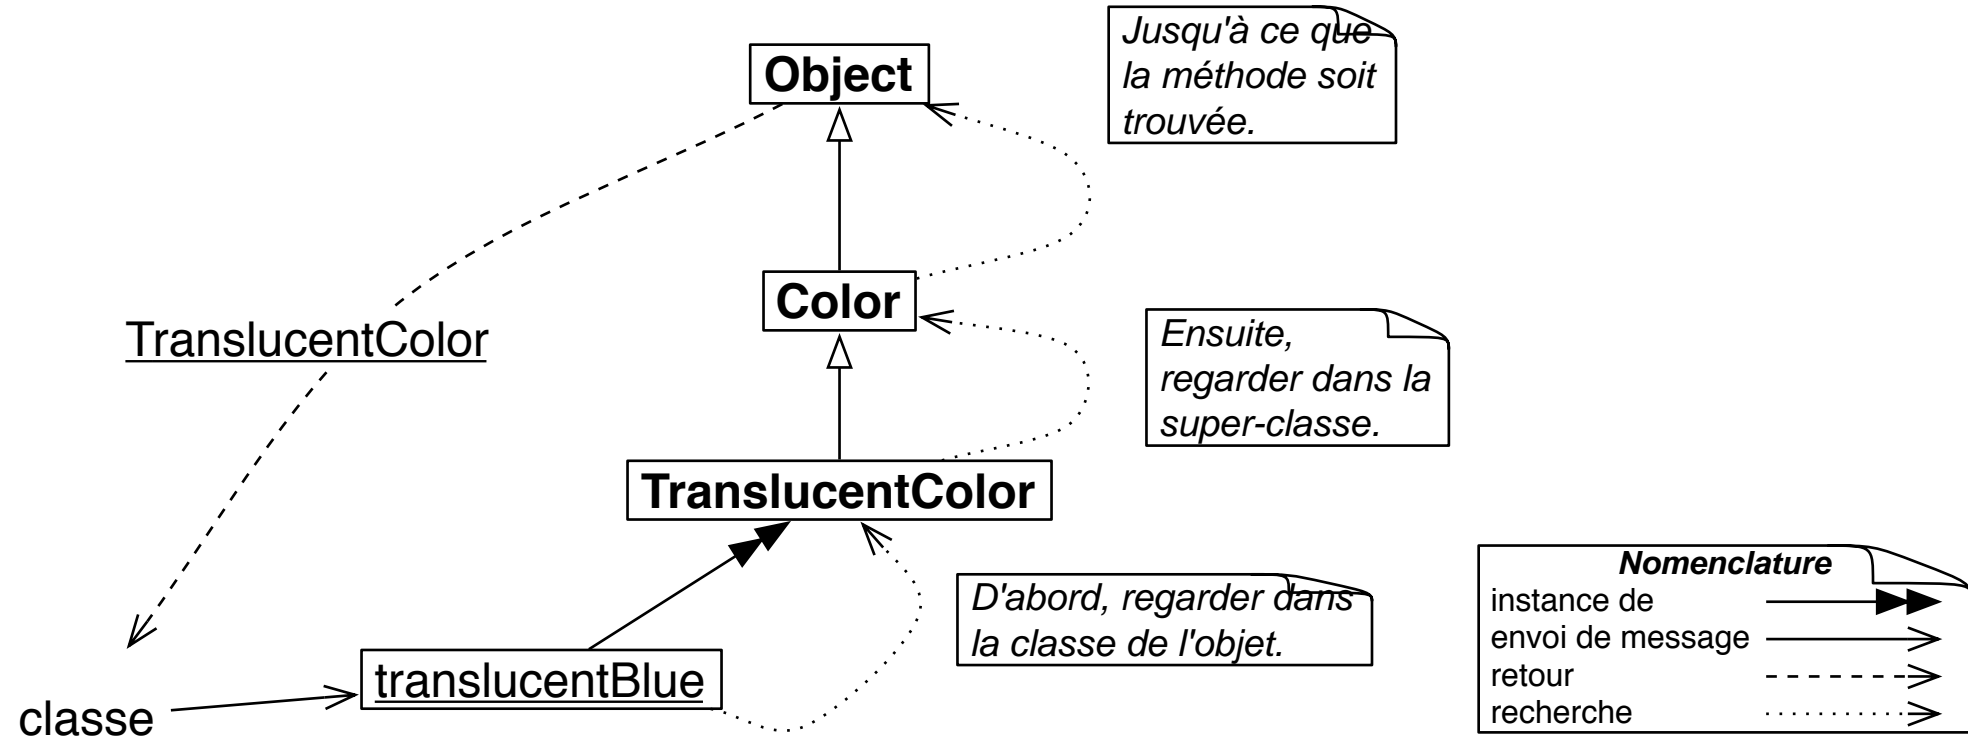 Object
Jusqu'à ce que
la méthode soit
trouvée.
Color
TranslucentColor
Ensuite,
regarder dans la
super-classe.
TranslucentColor
D'abord, regarder dans
la classe de l'objet.
translucentBlue
classe
Nomenclature
instance de
envoi de message
retour
recherche